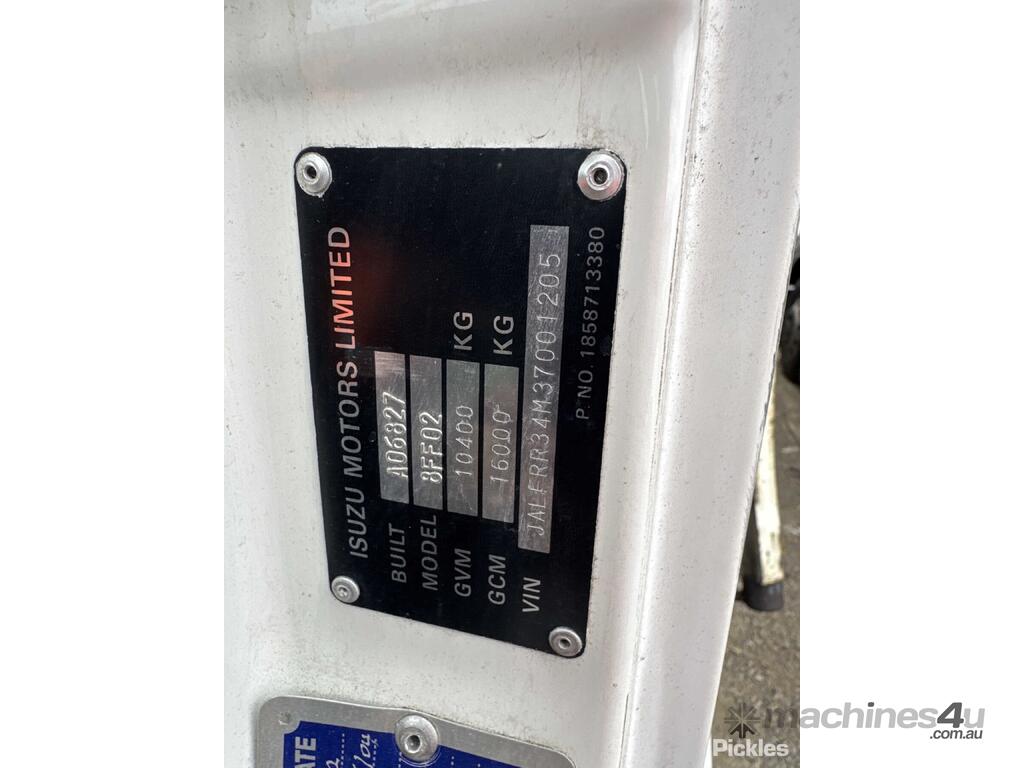 ISUZU MOTORS LIMITED
BUILT A06827
MODEL 8FF02
GVM 10400 KG
GCM 16000 KG
VIN JALFRR34M37001205
P. NO. 1858713380
machines4u
.com.au
Pickles